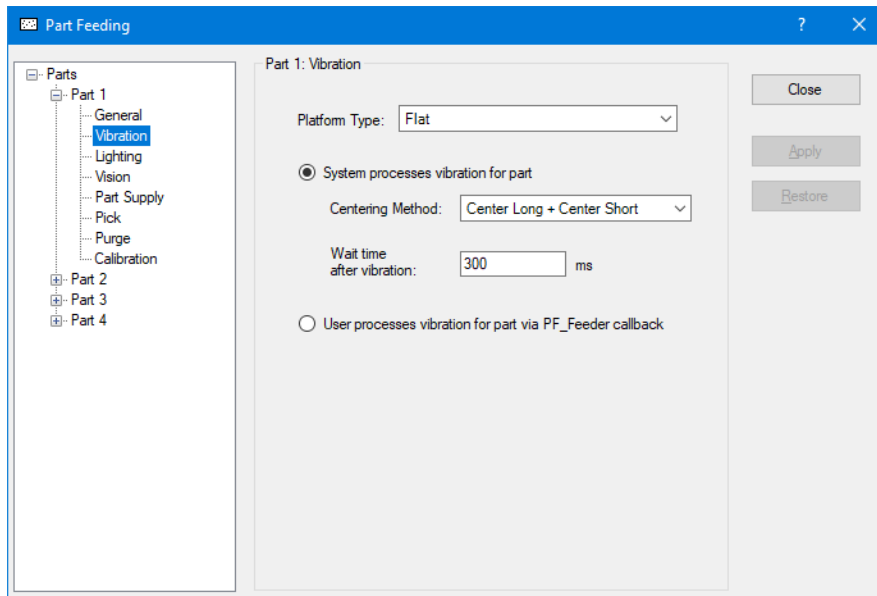 Part Feeding
?
Parts
Part 1
General
Vibration
Lighting
Vision
Part Supply
Pick
Purge
Calibration
Part 2
Part 3
Part 4
Part 1: Vibration
Platform Type: Flat
System processes vibration for part
Centering Method: Center Long + Center Short
Wait time
after vibration: 300 ms
User processes vibration for part via PF_Feeder callback
Close
Apply
Restore